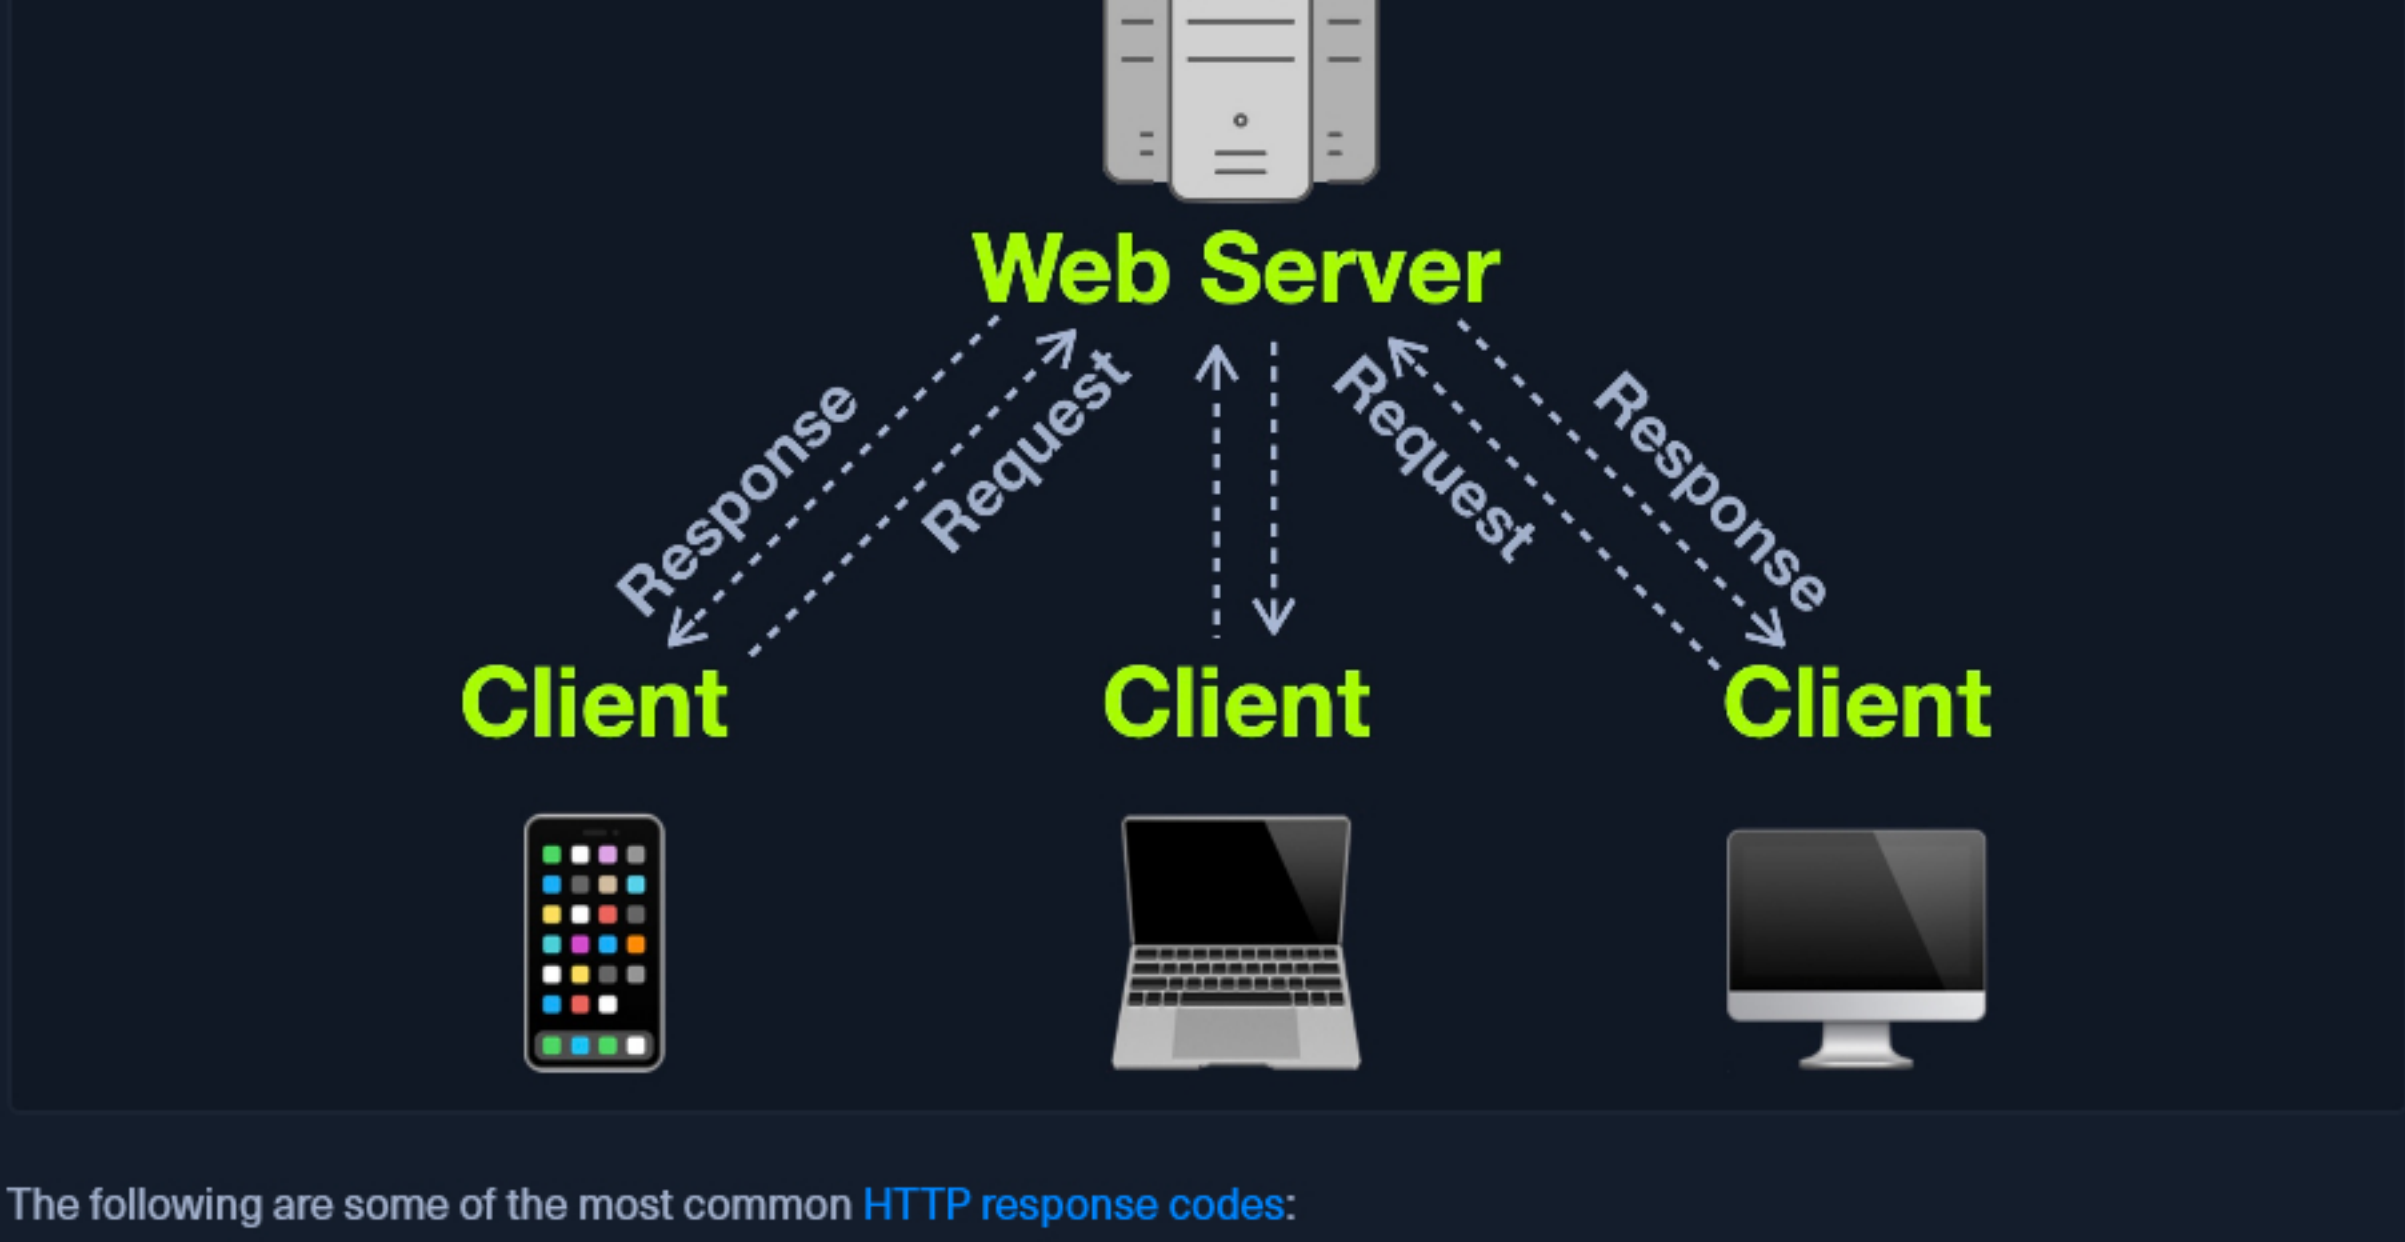 Web Server
Response
Request
Request
Response
Client
Client
Client
The following are some of the most common HTTP response codes: